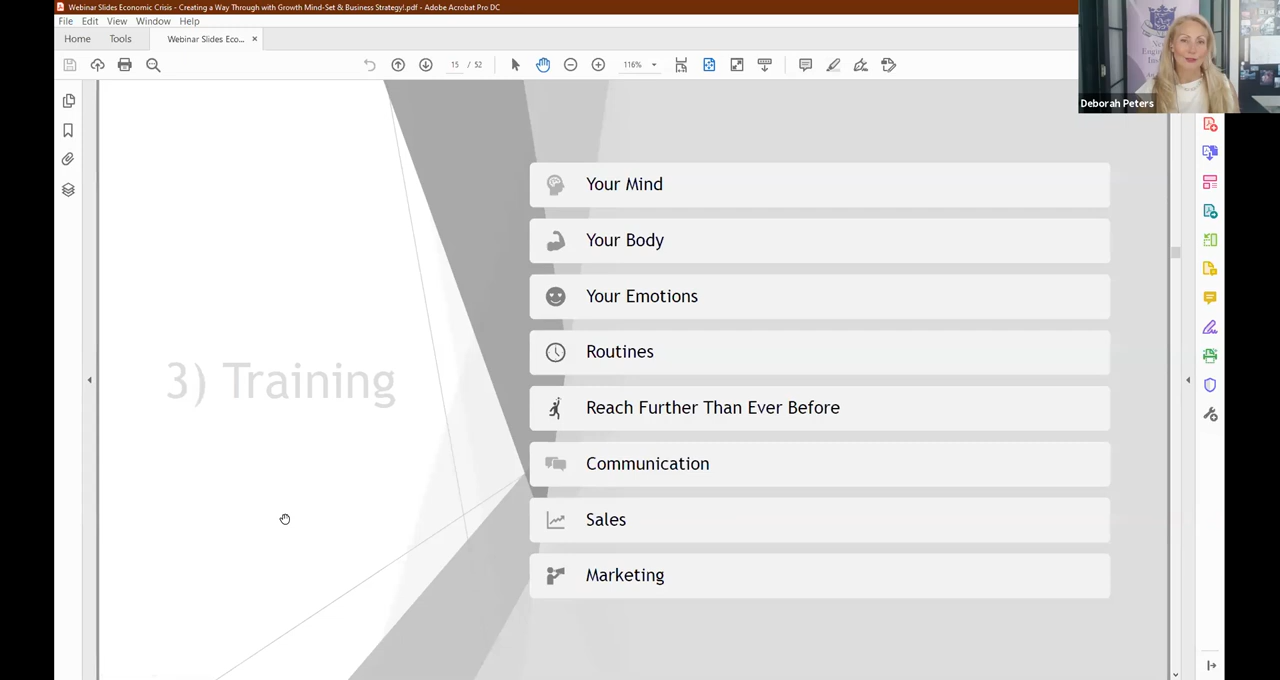 Webinar Slides Economic Crisis - Creating a Way Through with Growth Mind-Set & Business Strategy!.pdf - Adobe Acrobat Pro DC
File Edit View Window Help
Home Tools Webinar Slides Eco... ×
15 / 52 116%
Deborah Peters
Your Mind
Your Body
Your Emotions
Routines
3) Training
Reach Further Than Ever Before
Communication
Sales
Marketing